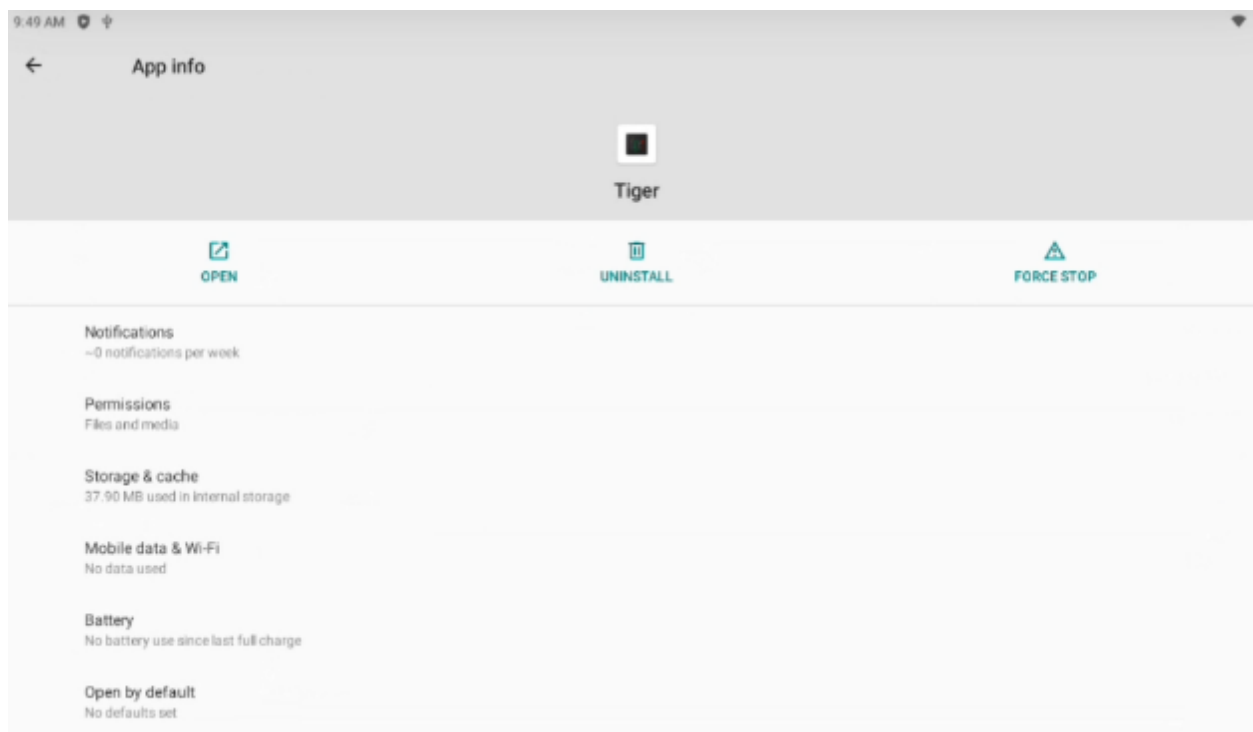 9:49 AM
App info
Tiger
OPEN
UNINSTALL
FORCE STOP
Notifications
~0 notifications per week
Permissions
Files and media
Storage & cache
37.90 MB used in internal storage
Mobile data & Wi-Fi
No data used
Battery
No battery use since last full charge
Open by default
No defaults set